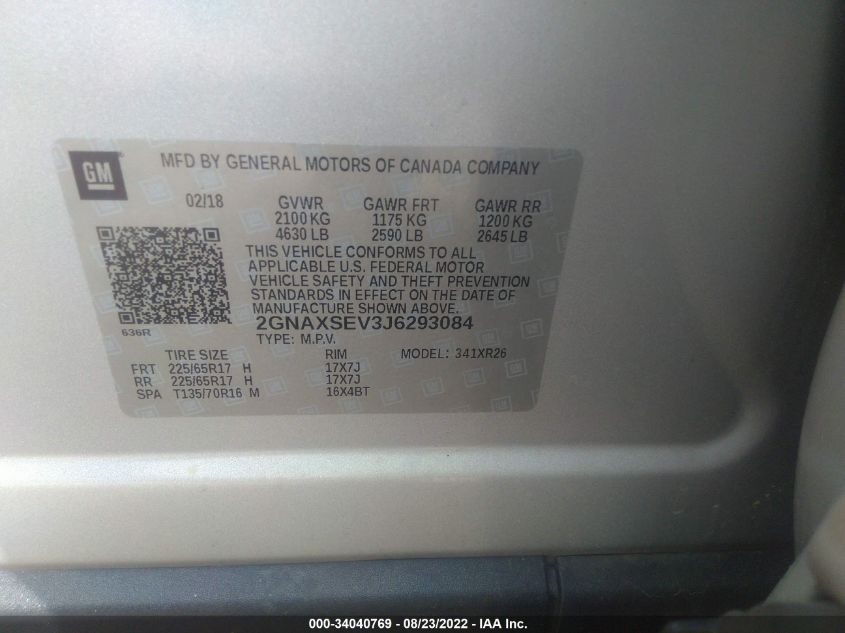 GM
MFD BY GENERAL MOTORS OF CANADA COMPANY
02/18 GVWR GAWR FRT GAWR RR
2100 KG 1175 KG 1200 KG
4630 LB 2590 LB 2645 LB
THIS VEHICLE CONFORMS TO ALL
APPLICABLE U.S. FEDERAL MOTOR
VEHICLE SAFETY AND THEFT PREVENTION
STANDARDS IN EFFECT ON THE DATE OF
MANUFACTURE SHOWN ABOVE.
636R 2GNAXSEV3J6293084
TYPE: M.P.V.
TIRE SIZE RIM MODEL: 341XR26
FRT 225/65R17 H 17X7J
RR 225/65R17 H 17X7J
SPA T135/70R16 M 16X4BT
000-34040769 - 08/23/2022 - IAA Inc.